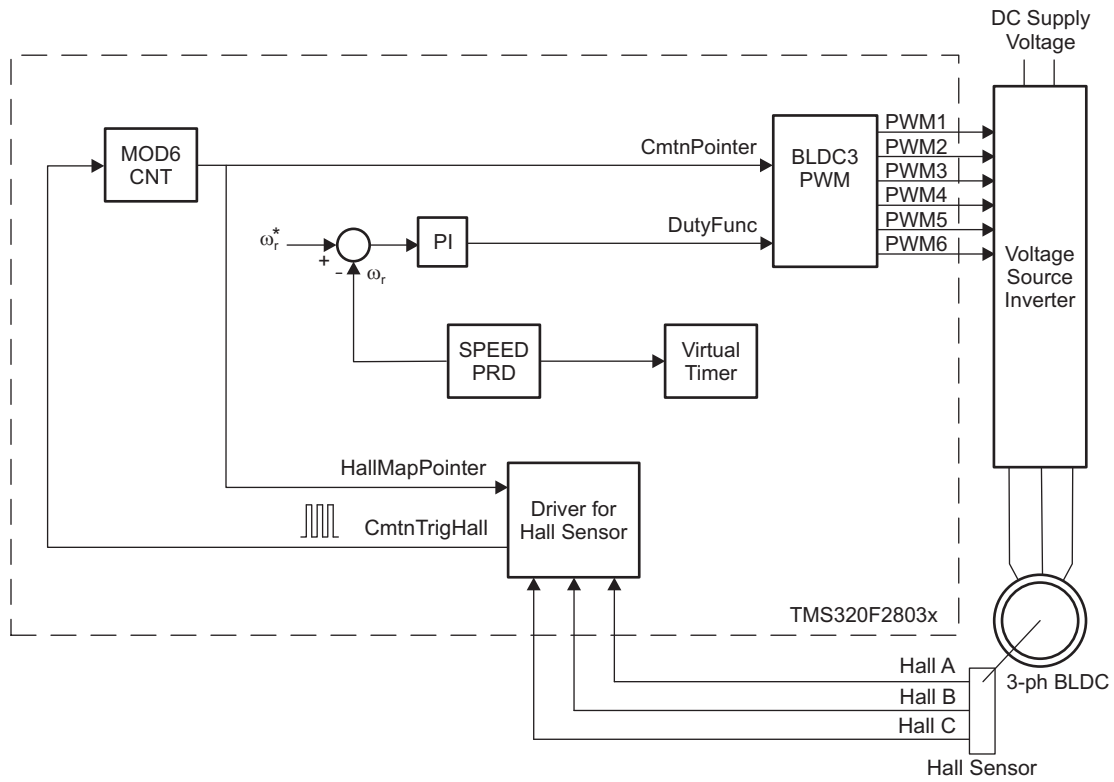 DC Supply
Voltage
MOD6
CNT
CmtnPointer
BLDC3
PWM
PWM1
PWM2
PWM3
PWM4
PWM5
PWM6
Voltage
Source
Inverter
ωr*
+
-
ωr
PI
DutyFunc
SPEED
PRD
Virtual
Timer
HallMapPointer
CmtnTrigHall
Driver for
Hall Sensor
TMS320F2803x
Hall A
Hall B
Hall C
3-ph BLDC
Hall Sensor